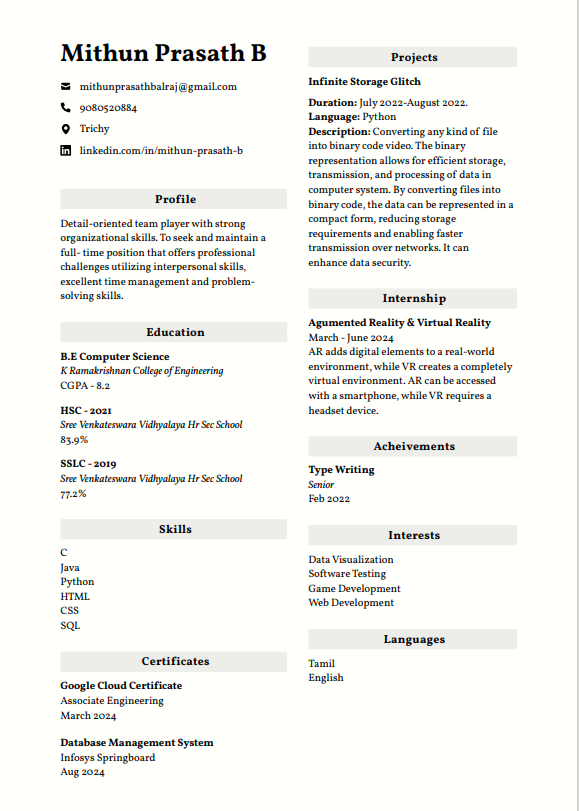 Mithun Prasath B
mithunprasathbalraj@gmail.com
9080520884
Trichy
linkedin.com/in/mithun-prasath-b
Profile
Detail-oriented team player with strong
organizational skills. To seek and maintain a
full- time position that offers professional
challenges utilizing interpersonal skills,
excellent time management and problem-
solving skills.
Education
B.E Computer Science
K Ramakrishnan College of Engineering
CGPA - 8.2
HSC - 2021
Sree Venkateswara Vidhyalaya Hr Sec School
83.9%
SSLC - 2019
Sree Venkateswara Vidhyalaya Hr Sec School
77.2%
Skills
C
Java
Python
HTML
CSS
SQL
Certificates
Google Cloud Certificate
Associate Engineering
March 2024
Database Management System
Infosys Springboard
Aug 2024
Projects
Infinite Storage Glitch
Duration: July 2022-August 2022.
Language: Python
Description: Converting any kind of file
into binary code video. The binary
representation allows for efficient storage,
transmission, and processing of data in
computer system. By converting files into
binary code, the data can be represented in a
compact form, reducing storage
requirements and enabling faster
transmission over networks. It can
enhance data security.
Internship
Agumented Reality & Virtual Reality
March - June 2024
AR adds digital elements to a real-world
environment, while VR creates a completely
virtual environment. AR can be accessed
with a smartphone, while VR requires a
headset device.
Acheivements
Type Writing
Senior
Feb 2022
Interests
Data Visualization
Software Testing
Game Development
Web Development
Languages
Tamil
English